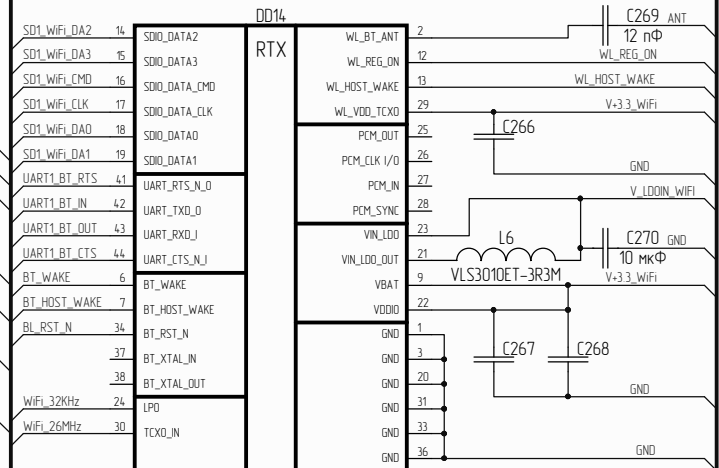 DD14
RTX
SD1_WiFi_DA2 14 SDIO_DATA2
SD1_WiFi_DA3 15 SDIO_DATA3
SD1_WiFi_CMD 16 SDIO_DATA_CMD
SD1_WiFi_CLK 17 SDIO_DATA_CLK
SD1_WiFi_DA0 18 SDIO_DATA0
SD1_WiFi_DA1 19 SDIO_DATA1
UART1_BT_RTS 41 UART_RTS_N_O
UART1_BT_IN 42 UART_TXD_O
UART1_BT_OUT 43 UART_RXD_I
UART1_BT_CTS 44 UART_CTS_N_I
BT_WAKE 6 BT_WAKE
BT_HOST_WAKE 7 BT_HOST_WAKE
BL_RST_N 34 BT_RST_N
37 BT_XTAL_IN
38 BT_XTAL_OUT
WiFi_32KHz 24 LPO
WiFi_26MHz 30 TCXO_IN
WL_BT_ANT 2 C269 ANT
12 пФ
WL_REG_ON 12 WL_REG_ON
WL_HOST_WAKE 13 WL_HOST_WAKE
WL_VDD_TCXO 29 V+3.3_WiFi
C266
PCM_OUT 25
PCM_CLK I/O 26 GND
PCM_IN 27
PCM_SYNC 28 V_LDOIN_WIFI
VIN_LDO 23
L6 C270 GND
VIN_LDO_OUT 21 10 мкФ
VLS3010ET-3R3M
VBAT 9 V+3.3_WiFi
VDDIO 22
GND 1
C267 C268
GND 3
GND 20 GND
GND 31
GND 33
GND 36 GND